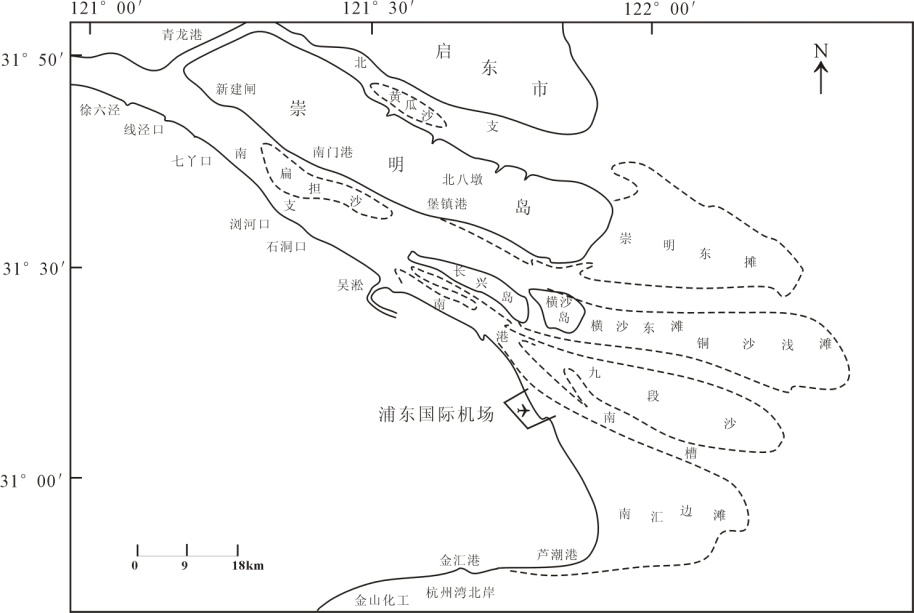 121° 00′ 121° 30′ 122° 00′
青龙港
启东市
N
31° 50′
北支
新建闸
崇明岛
黄瓜沙
徐六泾
线泾口
七丫口
南支
南门港
扁担沙
北八墩
堡镇港
浏河口
石洞口
崇明东摊
31° 30′
吴淞
长兴岛
横沙岛
南港
横沙东滩
铜沙浅滩
九段沙
浦东国际机场
南槽
31° 00′
南汇边滩
芦潮港
金汇港
0 9 18km
杭州湾北岸
金山化工